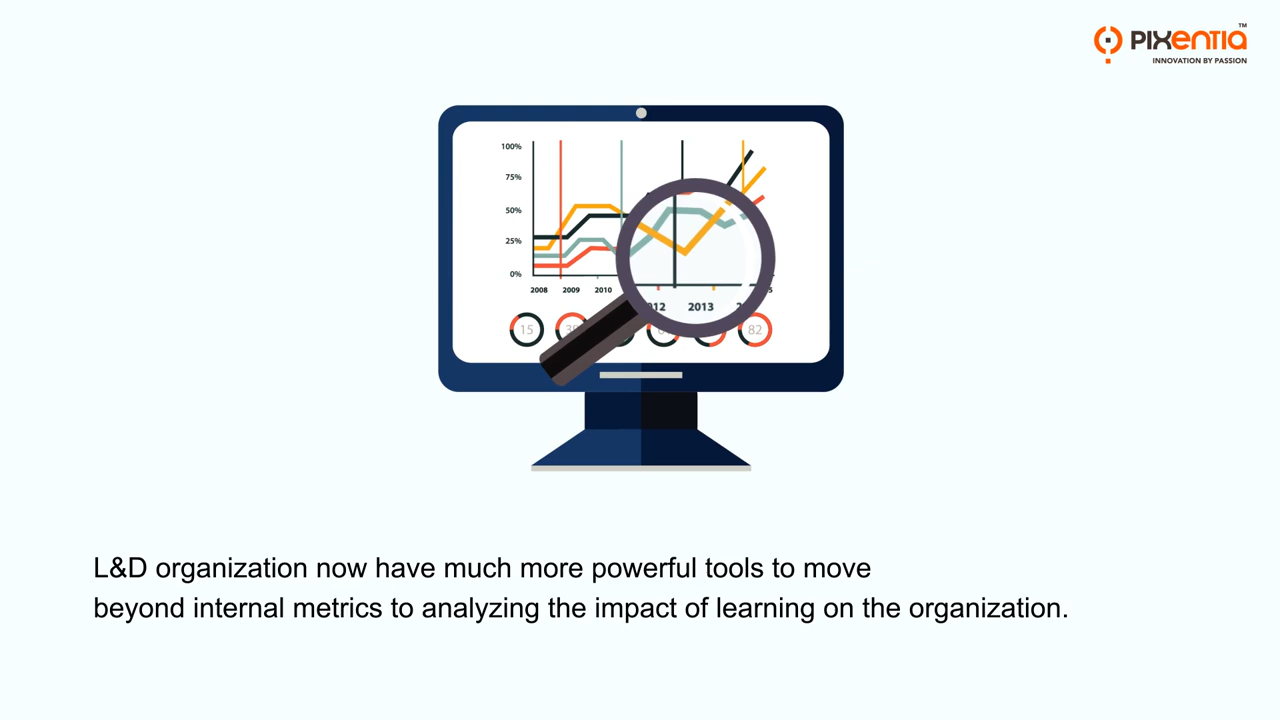 PIXENTIA™
INNOVATION BY PASSION
100%
75%
50%
25%
0%
2008 2009 2010 2013
15 82
L&D organization now have much more powerful tools to move
beyond internal metrics to analyzing the impact of learning on the organization.